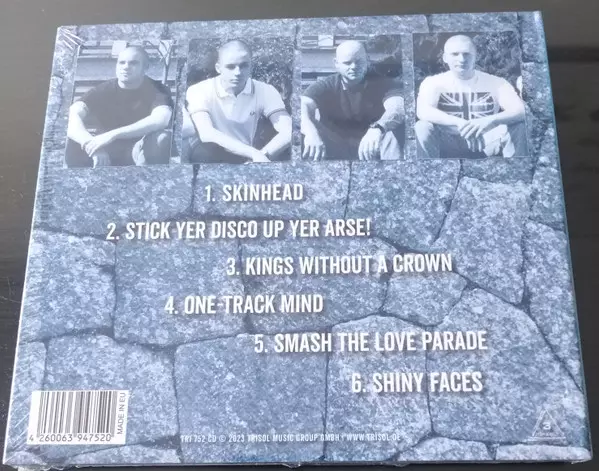 1. SKINHEAD
2. STICK YER DISCO UP YER ARSE!
3. KINGS WITHOUT A CROWN
4. ONE-TRACK MIND
5. SMASH THE LOVE PARADE
6. SHINY FACES
MADE IN EU
4 260063 947520
TRI 752 CD © 2023 TRISOL MUSIC GROUP GMBH | WWW.TRISOL.DE
3